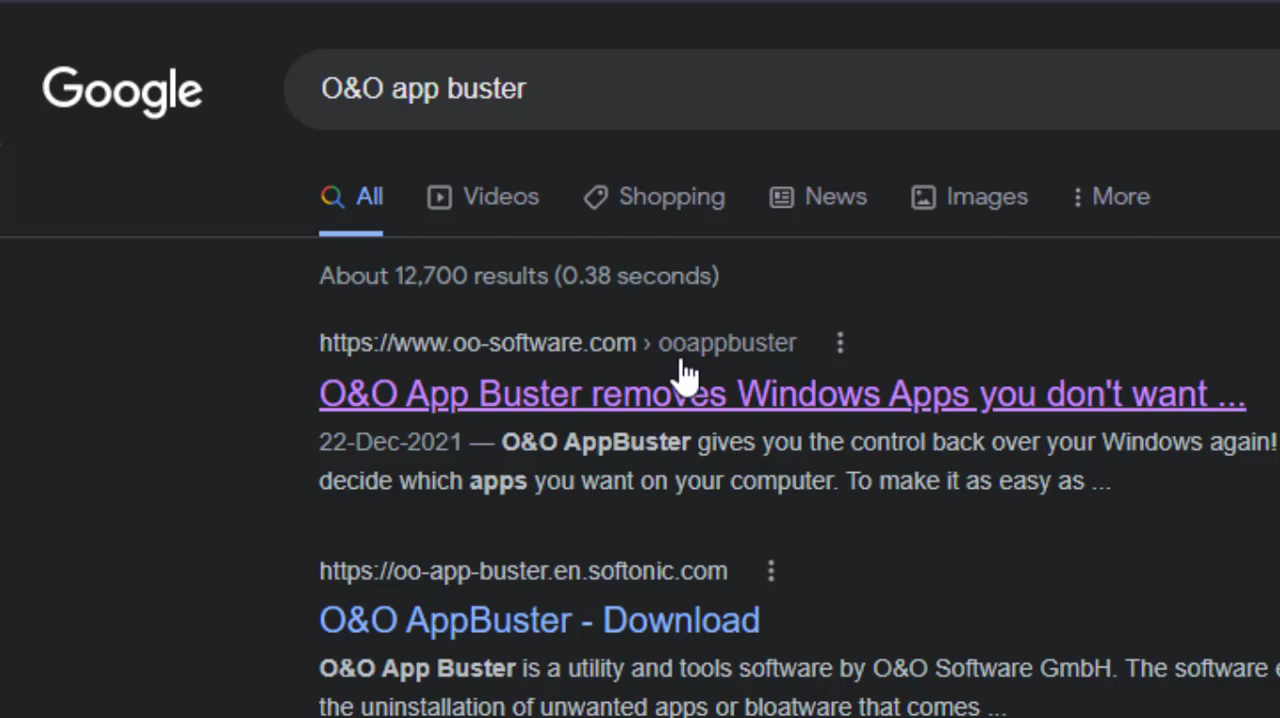 Google
O&O app buster
All Videos Shopping News Images More
About 12,700 results (0.38 seconds)
https://www.oo-software.com › ooappbuster
O&O App Buster removes Windows Apps you don't want ...
22-Dec-2021 — O&O AppBuster gives you the control back over your Windows again!
decide which apps you want on your computer. To make it as easy as ...
https://oo-app-buster.en.softonic.com
O&O AppBuster - Download
O&O App Buster is a utility and tools software by O&O Software GmbH. The software
the uninstallation of unwanted apps or bloatware that comes ...